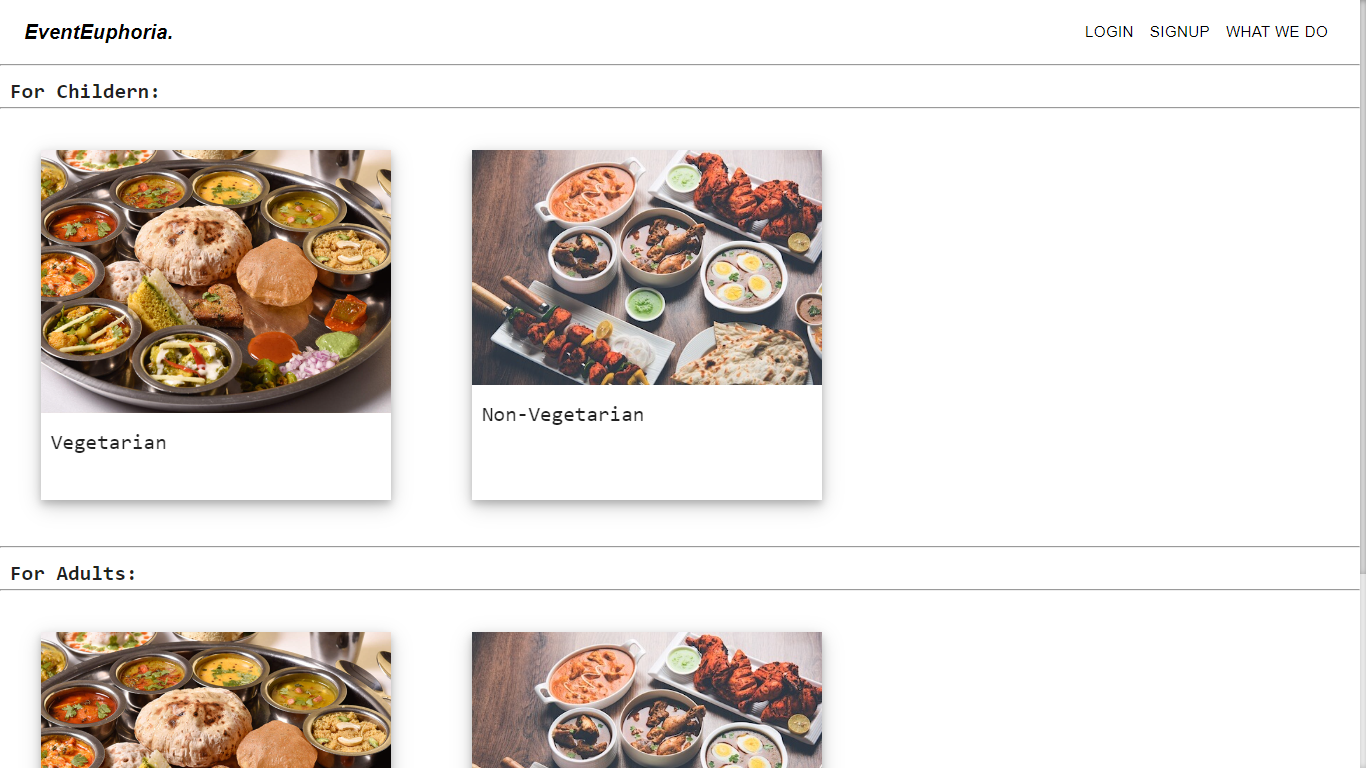 EventEuphoria.
LOGIN SIGNUP WHAT WE DO
For Childern:
Vegetarian
Non-Vegetarian
For Adults: